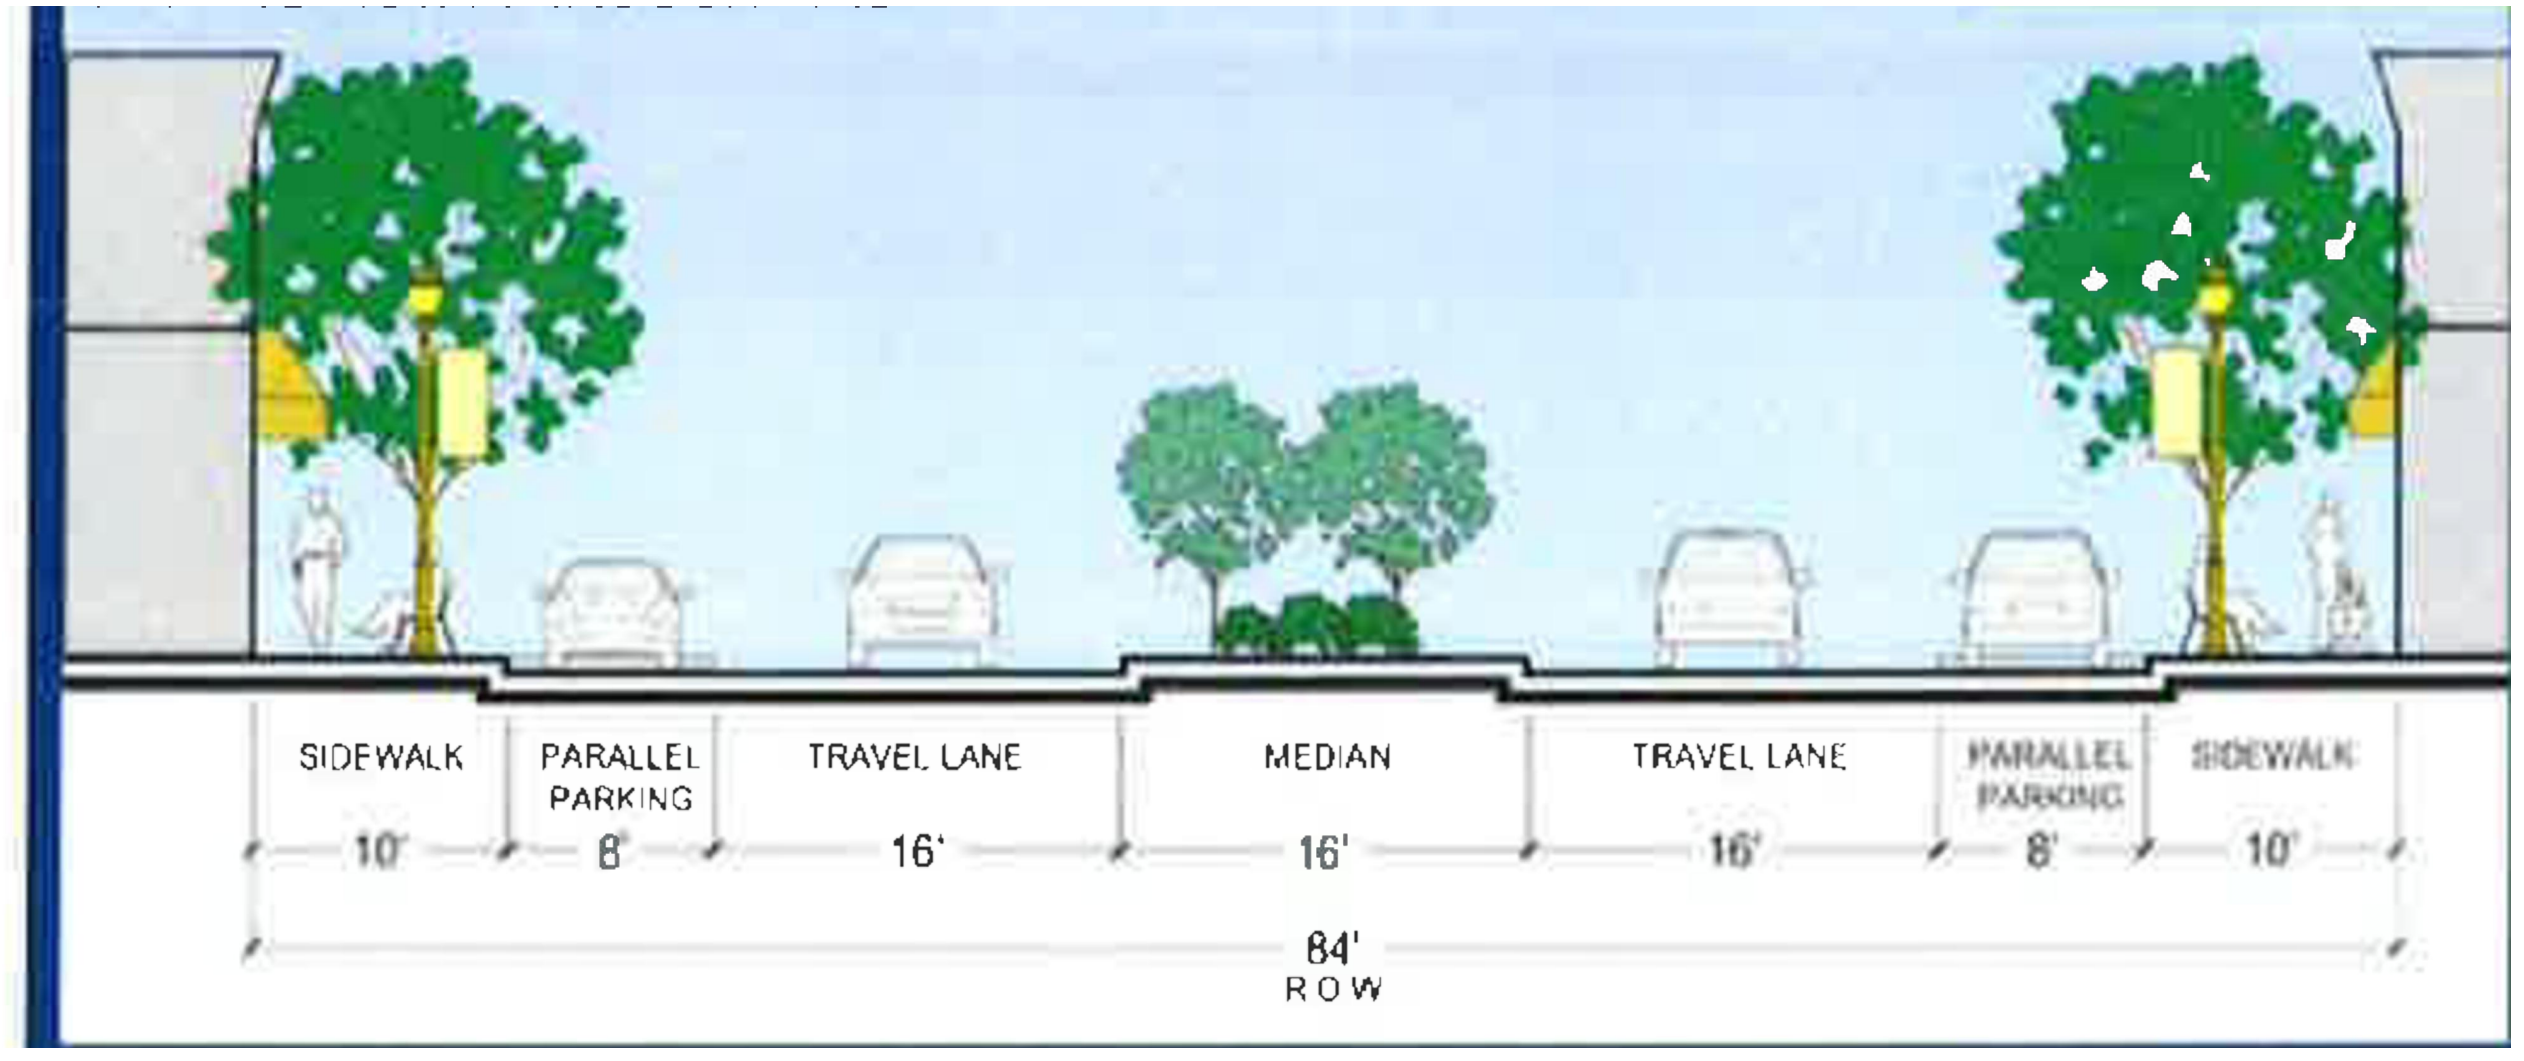 SIDEWALK PARALLEL TRAVEL LANE MEDIAN TRAVEL LANE PARALLEL SIDEWALK
PARKING PARKING
10' 8' 16' 16' 16' 8' 10'
84'
ROW